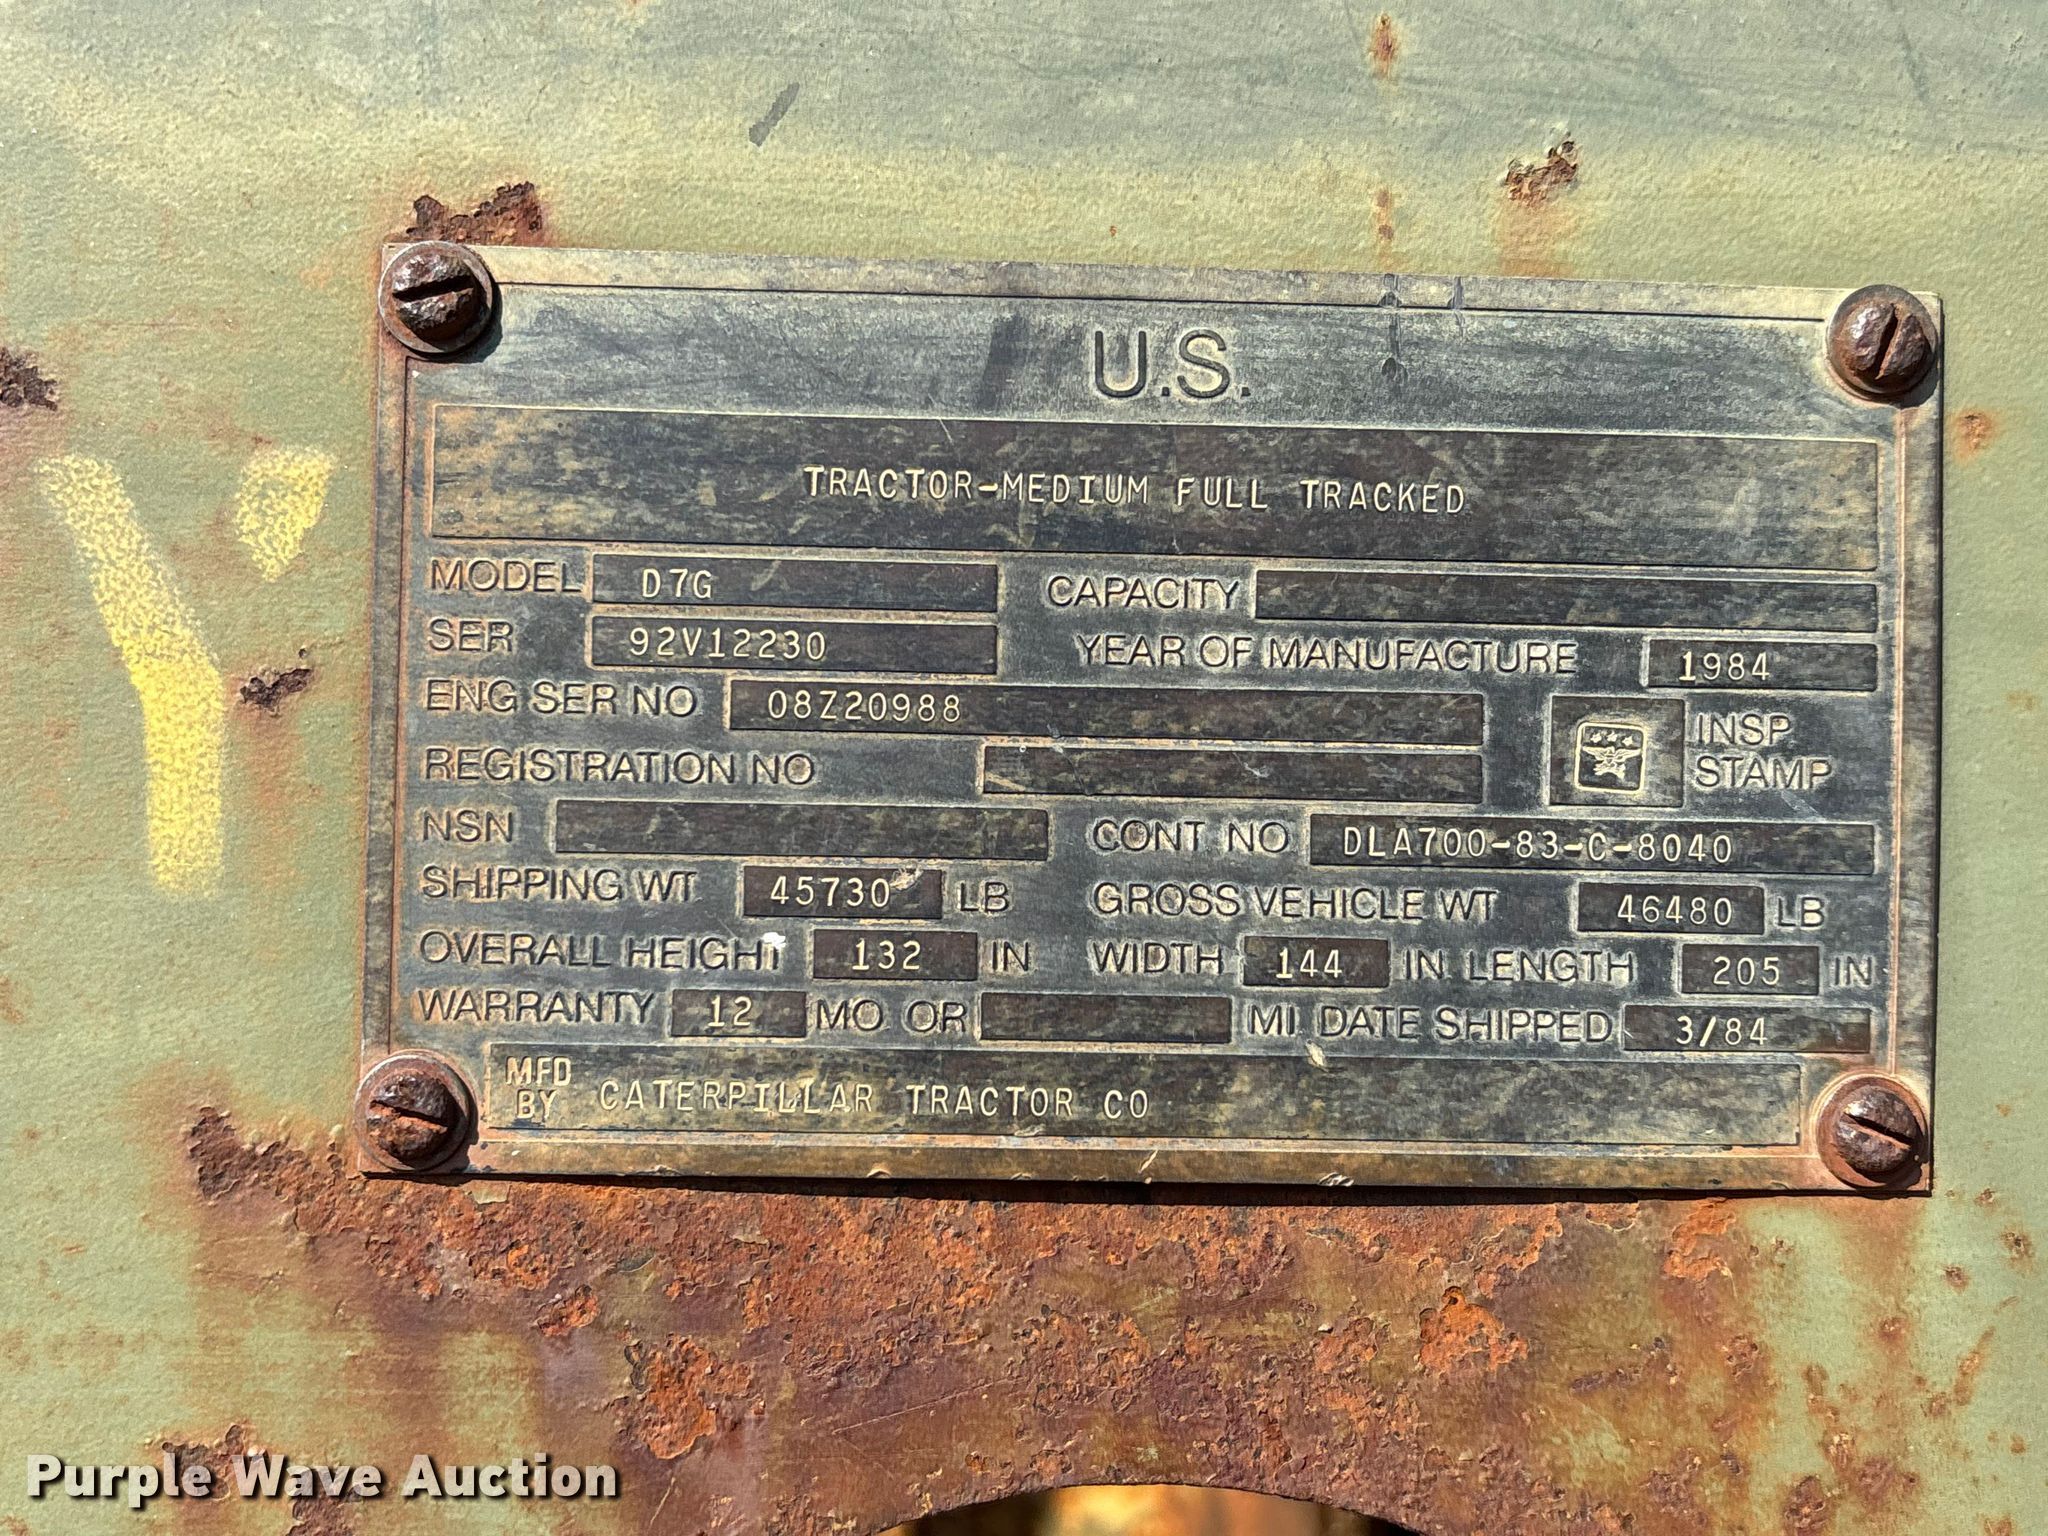 U.S.
TRACTOR-MEDIUM FULL TRACKED
MODEL D7G CAPACITY
SER 92V12230 YEAR OF MANUFACTURE 1984
ENG SER NO 08Z20988 INSP
REGISTRATION NO STAMP
NSN CONT NO DLA700-83-C-8040
SHIPPING WT 45730 LB GROSS VEHICLE WT 46480 LB
OVERALL HEIGHT 132 IN WIDTH 144 IN LENGTH 205 IN
WARRANTY 12 MO OR MI. DATE SHIPPED 3/84
MFD BY CATERPILLAR TRACTOR CO
Purple Wave Auction